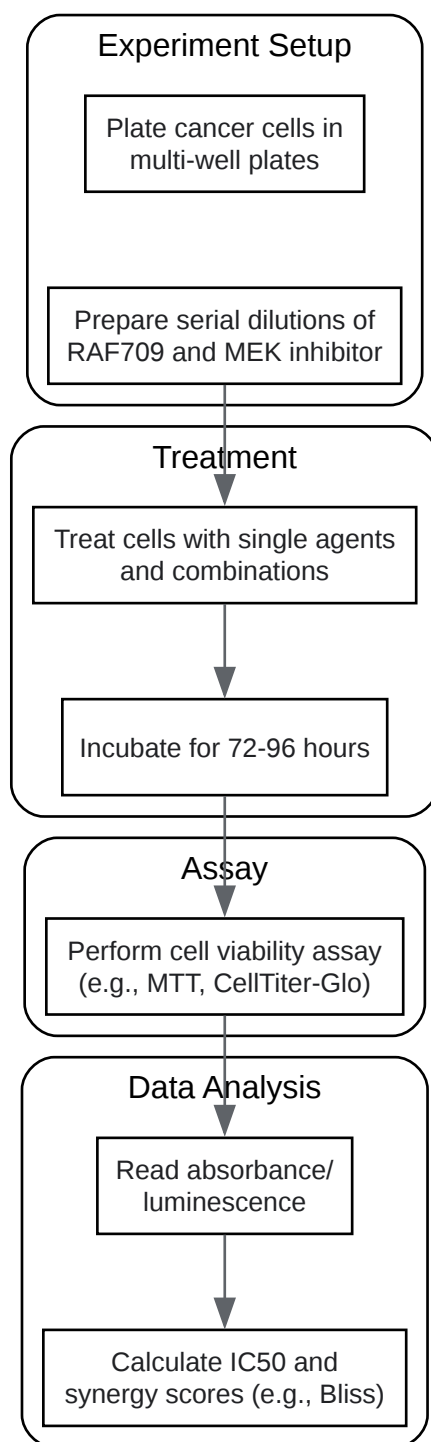 Experiment Setup
Plate cancer cells in
multi-well plates
Prepare serial dilutions of
RAF709 and MEK inhibitor
Treatment
Treat cells with single agents
and combinations
Incubate for 72-96 hours
Assay
Perform cell viability assay
(e.g., MTT, CellTiter-Glo)
Data Analysis
Read absorbance/
luminescence
Calculate IC50 and
synergy scores (e.g., Bliss)